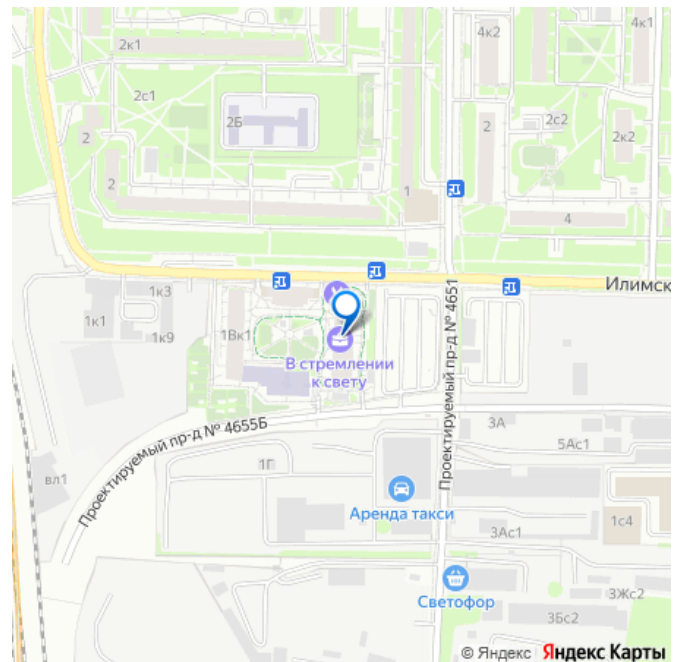 2к1
4к1
4к2
2с1
2Б
2
2с2
2
2к2
2
1
4
Илимск
1к3
1к1
1к9
1Вк1
В стремлении
к свету
Проектируемый пр-д № 4651
Проектируемый пр-д № 4655Б
3А
5Ас1
1Г
вл1
Аренда такси
1с4
3Ас1
Светофор
3Жс2
3Бс2
© Яндекс Яндекс Карты